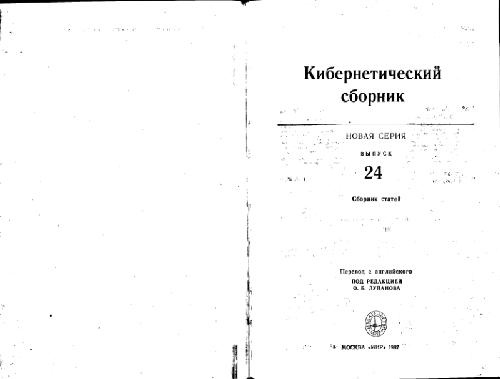 Кибернетический
сборник
НОВАЯ СЕРИЯ
ВЫПУСК
24
Сборник статей
Перевод с английского
ПОД РЕДАКЦИЕЙ
О. Б. ЛУПАНОВА
МОСКВА «МИР» 1987